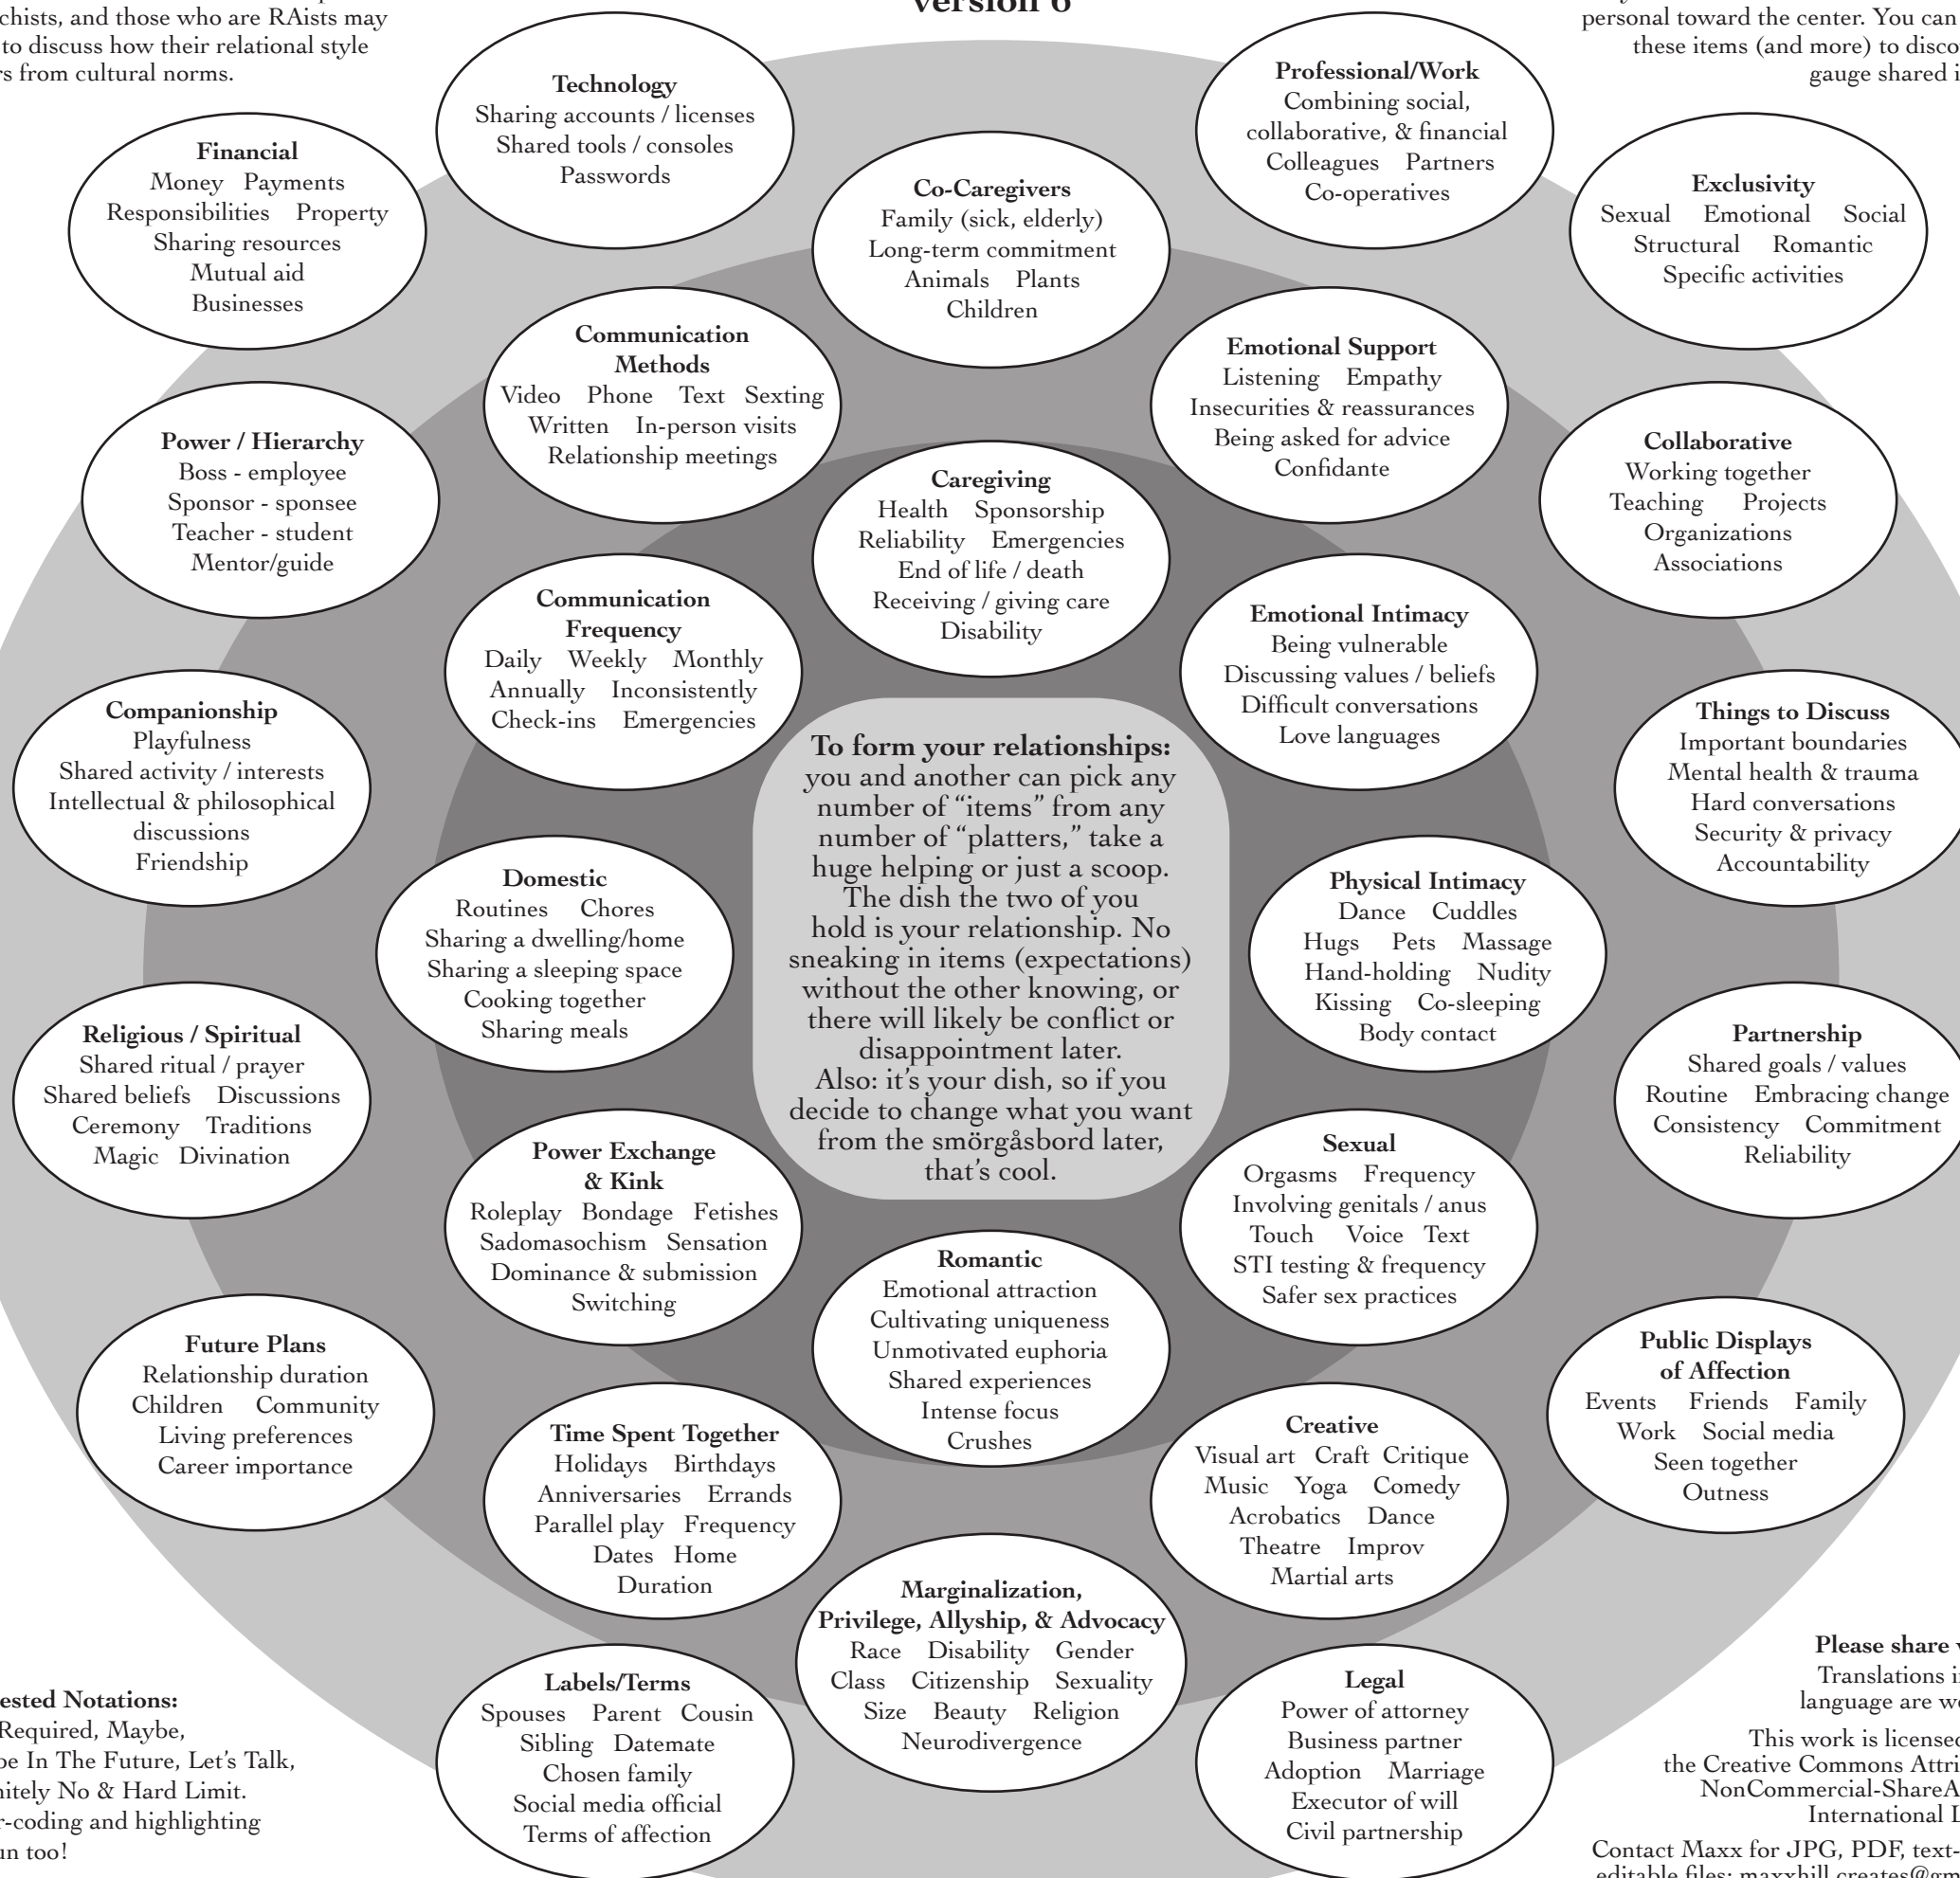 version 6
chists, and those who are RAists may
to discuss how their relational style
rs from cultural norms.
personal toward the center. You can
these items (and more) to disco
gauge shared i
Technology
Sharing accounts / licenses
Shared tools / consoles
Passwords
Professional/Work
Combining social,
collaborative, & financial
Colleagues Partners
Co-operatives
Financial
Money Payments
Responsibilities Property
Sharing resources
Mutual aid
Businesses
Co-Caregivers
Family (sick, elderly)
Long-term commitment
Animals Plants
Children
Exclusivity
Sexual Emotional Social
Structural Romantic
Specific activities
Communication
Methods
Video Phone Text Sexting
Written In-person visits
Relationship meetings
Emotional Support
Listening Empathy
Insecurities & reassurances
Being asked for advice
Confidante
Power / Hierarchy
Boss - employee
Sponsor - sponsee
Teacher - student
Mentor/guide
Caregiving
Health Sponsorship
Reliability Emergencies
End of life / death
Receiving / giving care
Disability
Collaborative
Working together
Teaching Projects
Organizations
Associations
Communication
Frequency
Daily Weekly Monthly
Annually Inconsistently
Check-ins Emergencies
Emotional Intimacy
Being vulnerable
Discussing values / beliefs
Difficult conversations
Love languages
Companionship
Playfulness
Shared activity / interests
Intellectual & philosophical
discussions
Friendship
To form your relationships:
you and another can pick any
number of “items” from any
number of “platters,” take a
huge helping or just a scoop.
The dish the two of you
hold is your relationship. No
sneaking in items (expectations)
without the other knowing, or
there will likely be conflict or
disappointment later.
Also: it’s your dish, so if you
decide to change what you want
from the smörgåsbord later,
that’s cool.
Things to Discuss
Important boundaries
Mental health & trauma
Hard conversations
Security & privacy
Accountability
Domestic
Routines Chores
Sharing a dwelling/home
Sharing a sleeping space
Cooking together
Sharing meals
Physical Intimacy
Dance Cuddles
Hugs Pets Massage
Hand-holding Nudity
Kissing Co-sleeping
Body contact
Religious / Spiritual
Shared ritual / prayer
Shared beliefs Discussions
Ceremony Traditions
Magic Divination
Partnership
Shared goals / values
Routine Embracing change
Consistency Commitment
Reliability
Power Exchange
& Kink
Roleplay Bondage Fetishes
Sadomasochism Sensation
Dominance & submission
Switching
Sexual
Orgasms Frequency
Involving genitals / anus
Touch Voice Text
STI testing & frequency
Safer sex practices
Romantic
Emotional attraction
Cultivating uniqueness
Unmotivated euphoria
Shared experiences
Intense focus
Crushes
Future Plans
Relationship duration
Children Community
Living preferences
Career importance
Public Displays
of Affection
Events Friends Family
Work Social media
Seen together
Outness
Time Spent Together
Holidays Birthdays
Anniversaries Errands
Parallel play Frequency
Dates Home
Duration
Creative
Visual art Craft Critique
Music Yoga Comedy
Acrobatics Dance
Theatre Improv
Martial arts
Marginalization,
Privilege, Allyship, & Advocacy
Race Disability Gender
Class Citizenship Sexuality
Size Beauty Religion
Neurodivergence
Labels/Terms
Spouses Parent Cousin
Sibling Datemate
Chosen family
Social media official
Terms of affection
Legal
Power of attorney
Business partner
Adoption Marriage
Executor of will
Civil partnership
ested Notations:
Required, Maybe,
be In The Future, Let’s Talk,
nitely No & Hard Limit.
r-coding and highlighting
un too!
Please share
Translations i
language are we
This work is licensed
the Creative Commons Attri
NonCommercial-ShareA
International L
Contact Maxx for JPG, PDF, text-
editable files: maxxhill.creates@gm